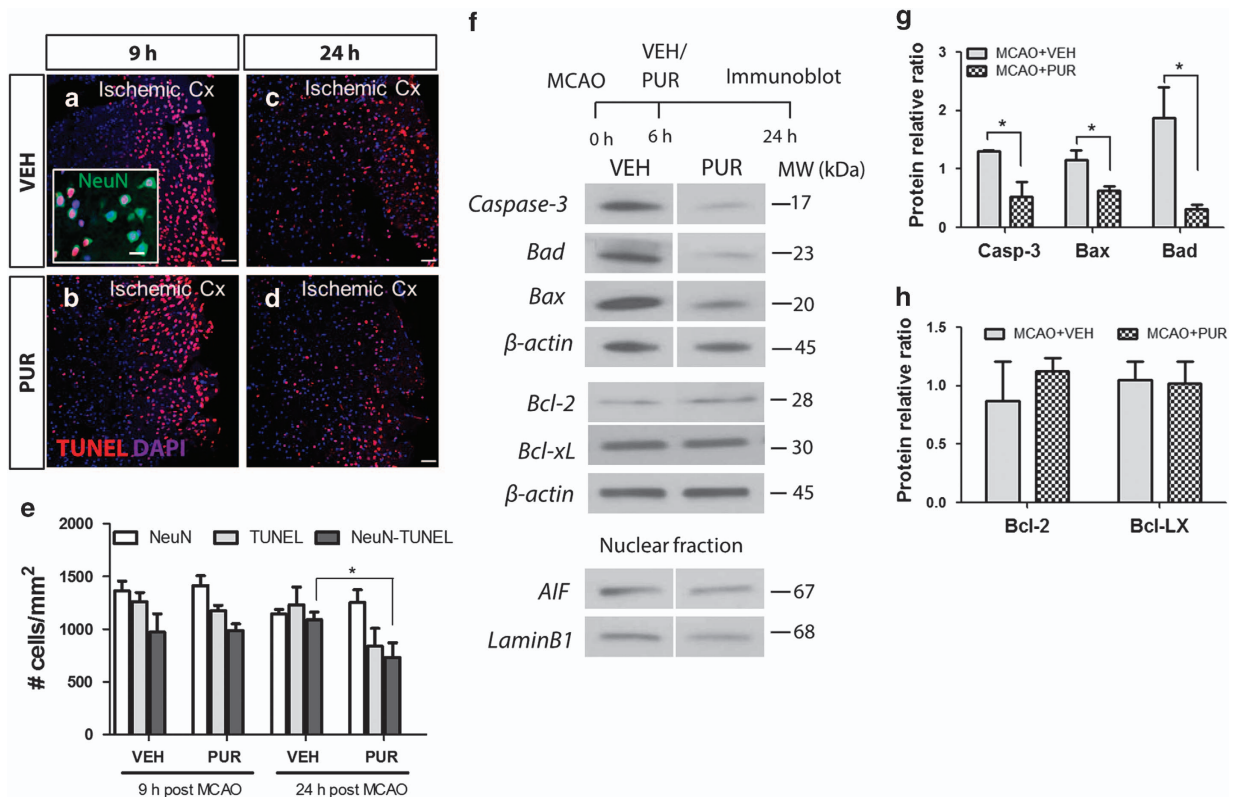 9 h
24 h
VEH
PUR
a
Ischemic Cx
NeuN
c
Ischemic Cx
b
Ischemic Cx
TUNEL DAPI
d
Ischemic Cx
e
# cells/mm2
2000
1500
1000
500
0
NeuN
TUNEL
NeuN-TUNEL
*
VEH
PUR
VEH
PUR
9 h post MCAO
24 h post MCAO
f
MCAO
VEH/
PUR
Immunoblot
0 h
6 h
24 h
VEH
PUR
MW (kDa)
Caspase-3
17
Bad
23
Bax
20
β-actin
45
Bcl-2
28
Bcl-xL
30
β-actin
45
Nuclear fraction
AIF
67
LaminB1
68
g
Protein relative ratio
3
2
1
0
MCAO+VEH
MCAO+PUR
*
*
*
Casp-3
Bax
Bad
h
Protein relative ratio
1.5
1.0
0.5
0.0
MCAO+VEH
MCAO+PUR
Bcl-2
Bcl-LX